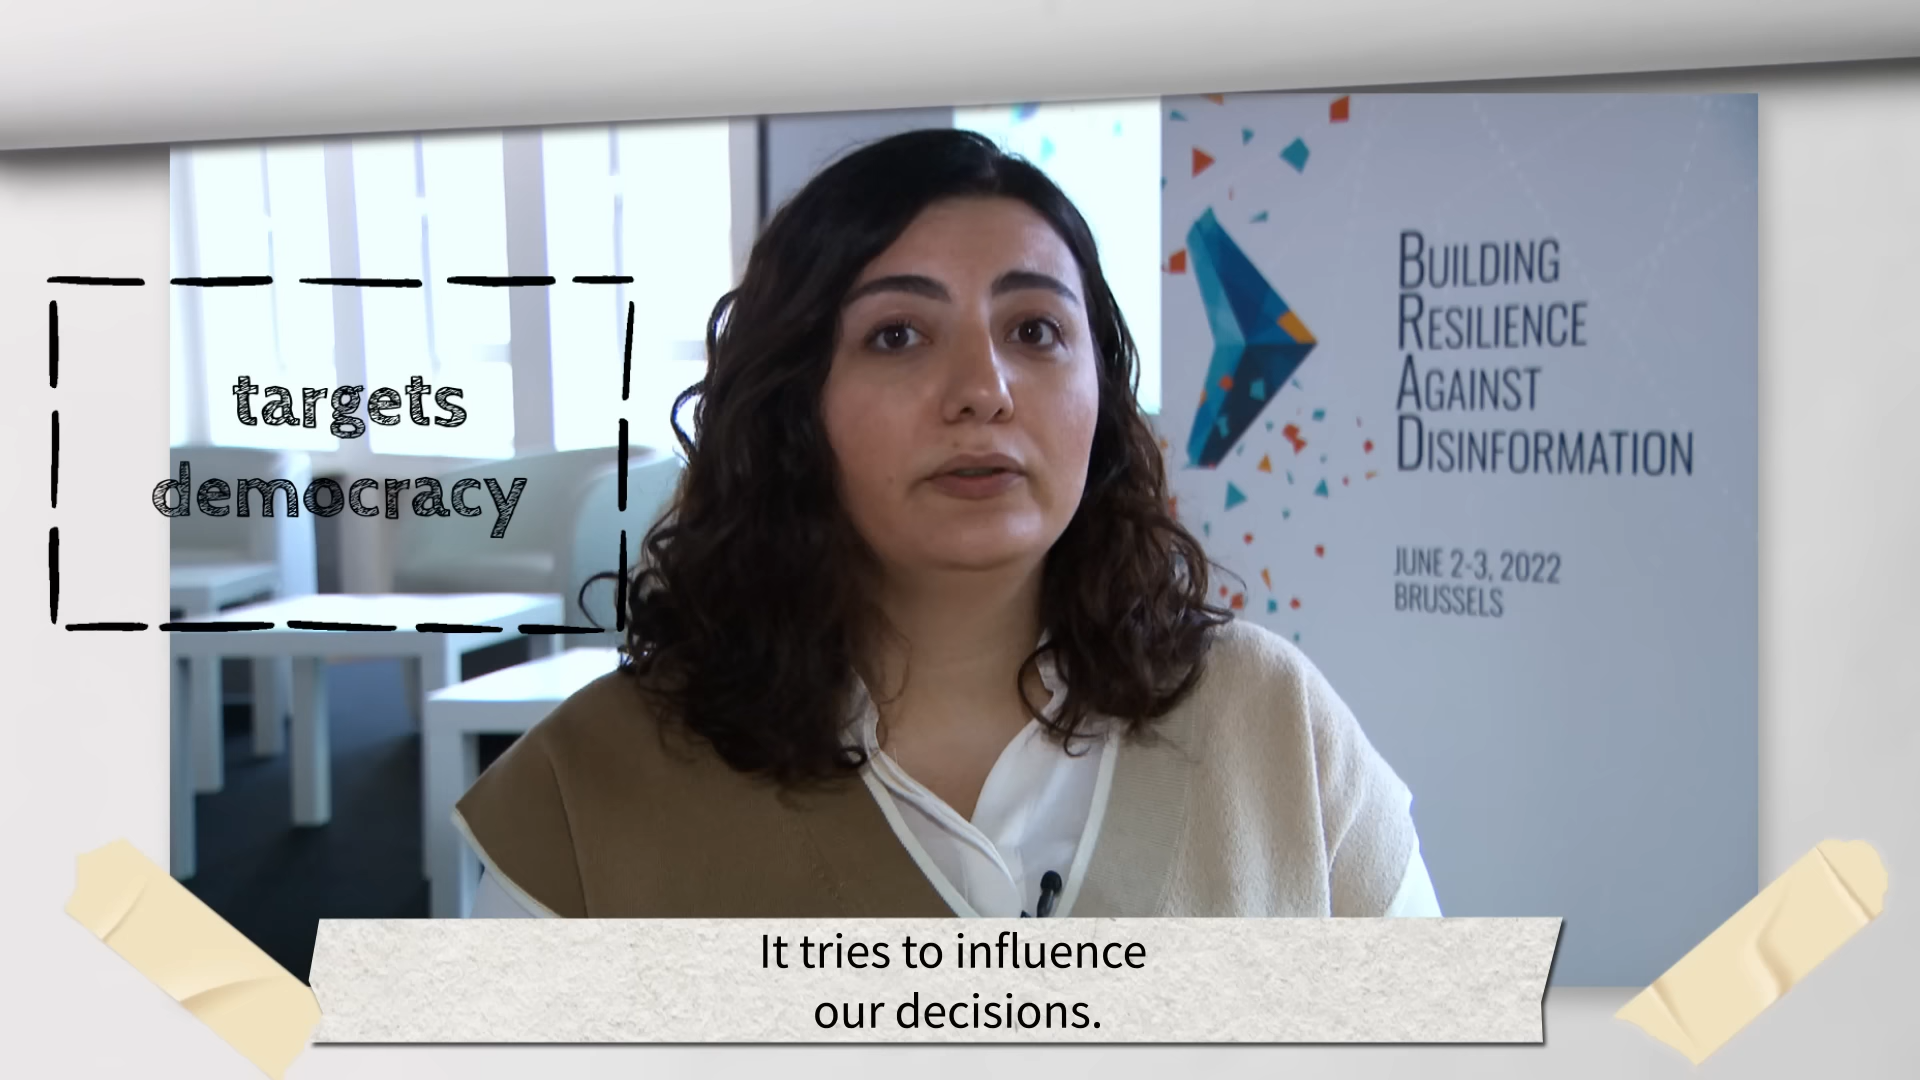 targets
democracy
BUILDING
RESILIENCE
AGAINST
DISINFORMATION
JUNE 2-3, 2022
BRUSSELS
It tries to influence
our decisions.